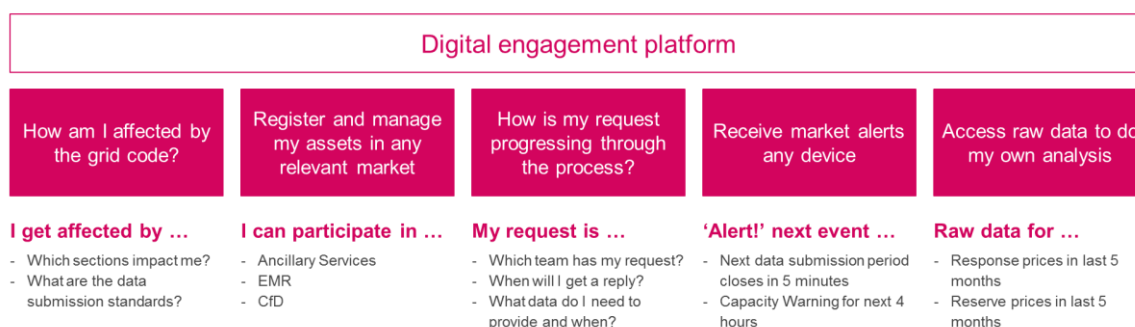 Digital engagement platform
How am I affected by
the grid code?
Register and manage
my assets in any
relevant market
How is my request
progressing through
the process?
Receive market alerts
any device
Access raw data to do
my own analysis
I get affected by …
- Which sections impact me?
- What are the data
submission standards?
I can participate in …
- Ancillary Services
- EMR
- CfD
My request is …
- Which team has my request?
- When will I get a reply?
- What data do I need to
provide and when?
‘Alert!’ next event …
- Next data submission period
closes in 5 minutes
- Capacity Warning for next 4
hours
Raw data for …
- Response prices in last 5
months
- Reserve prices in last 5
months